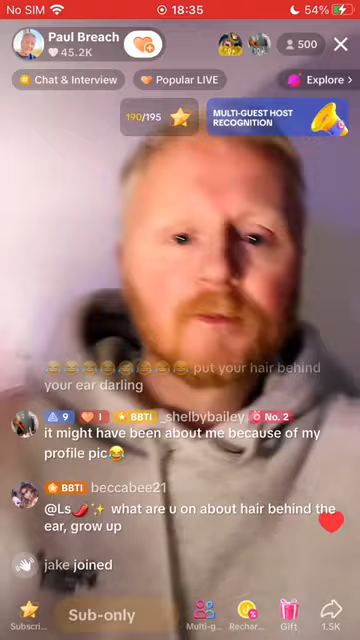 No SIM
18:35
54%
Paul Breach
45.2K
500
Chat & Interview
Popular LIVE
Explore >
190/195
MULTI-GUEST HOST
RECOGNITION
😂😂😂😂😂😂😂😂 put your hair behind
your ear darling
9
I
BBTI
_shelbybailey
No. 2
it might have been about me because of my
profile pic😂
BBTI
beccabee21
@Ls🌶️✨ what are u on about hair behind the
ear, grow up
jake joined
Subscri...
Sub-only
Multi-g...
Rechar...
Gift
1.5K